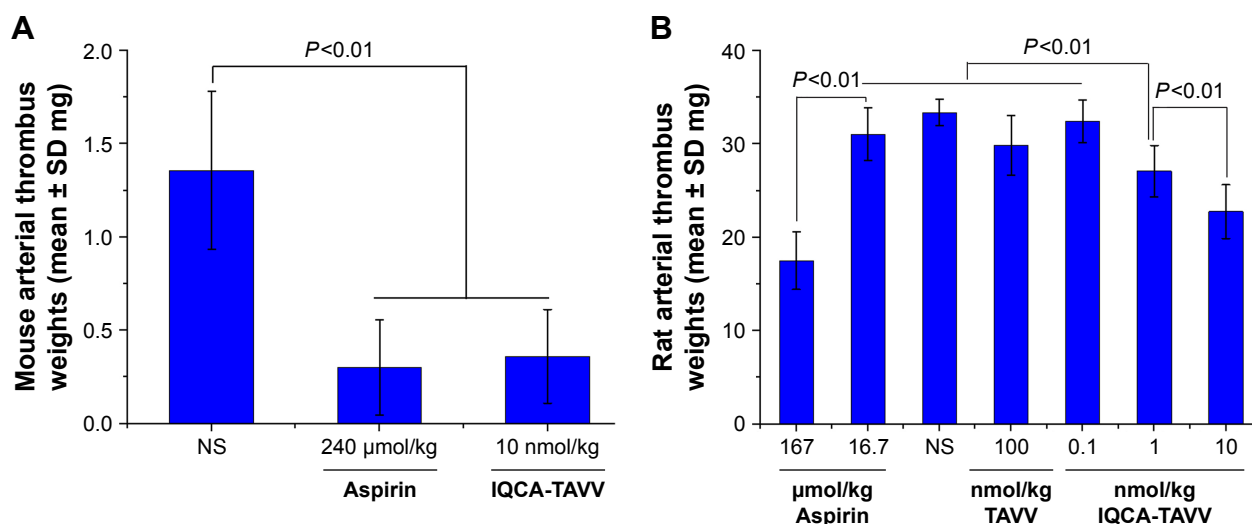 A
P<0.01
Mouse arterial thrombus
weights (mean ± SD mg)
2.0
1.5
1.0
0.5
0.0
NS
240 µmol/kg
10 nmol/kg
Aspirin
IQCA-TAVV
B
P<0.01
P<0.01
P<0.01
Rat arterial thrombus
weights (mean ± SD mg)
40
30
20
10
0
167 16.7 NS 100 0.1 1 10
µmol/kg nmol/kg nmol/kg
Aspirin TAVV IQCA-TAVV